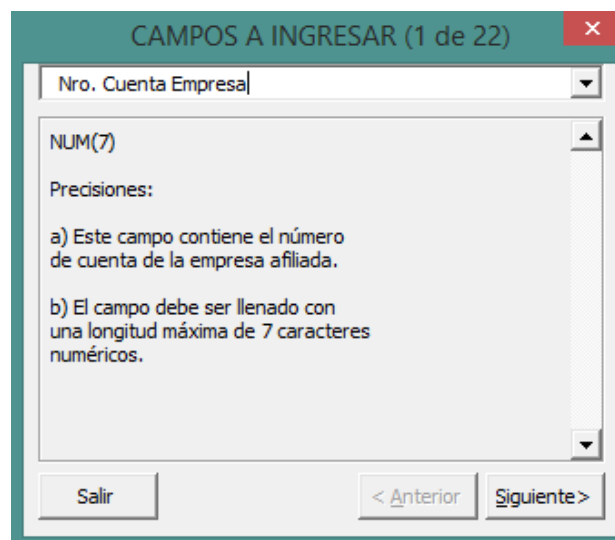 CAMPOS A INGRESAR (1 de 22)
Nro. Cuenta Empresa
NUM(7)
Precisiones:
a) Este campo contiene el número
de cuenta de la empresa afiliada.
b) El campo debe ser llenado con
una longitud máxima de 7 caracteres
numéricos.
Salir
< Anterior
Siguiente>